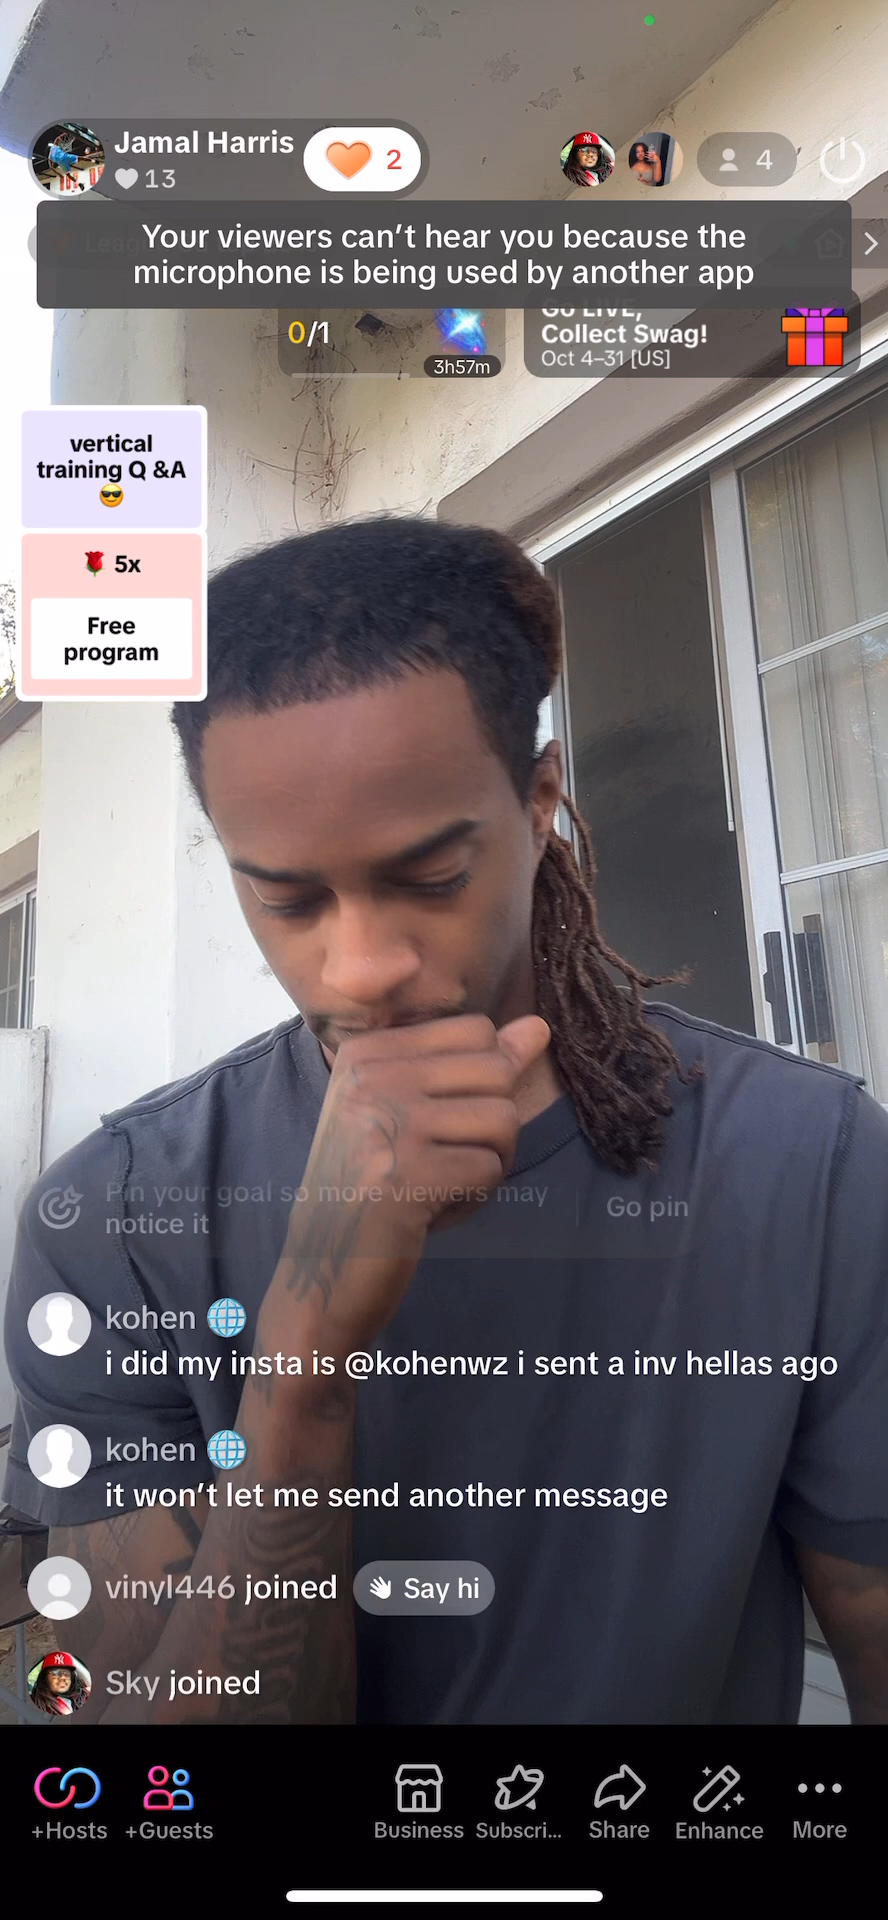 Jamal Harris
13
2
4
Your viewers can't hear you because the
microphone is being used by another app
Leag
0/1
3h57m
Go LIVE,
Collect Swag!
Oct 4–31 [US]
vertical
training Q &A
😎
🌹 5x
Free
program
Pin your goal so more viewers may
notice it
Go pin
kohen 🌐
i did my insta is @kohenwz i sent a inv hellas ago
kohen 🌐
it won't let me send another message
vinyl446 joined
👋 Say hi
Sky joined
+Hosts
+Guests
Business
Subscri...
Share
Enhance
More